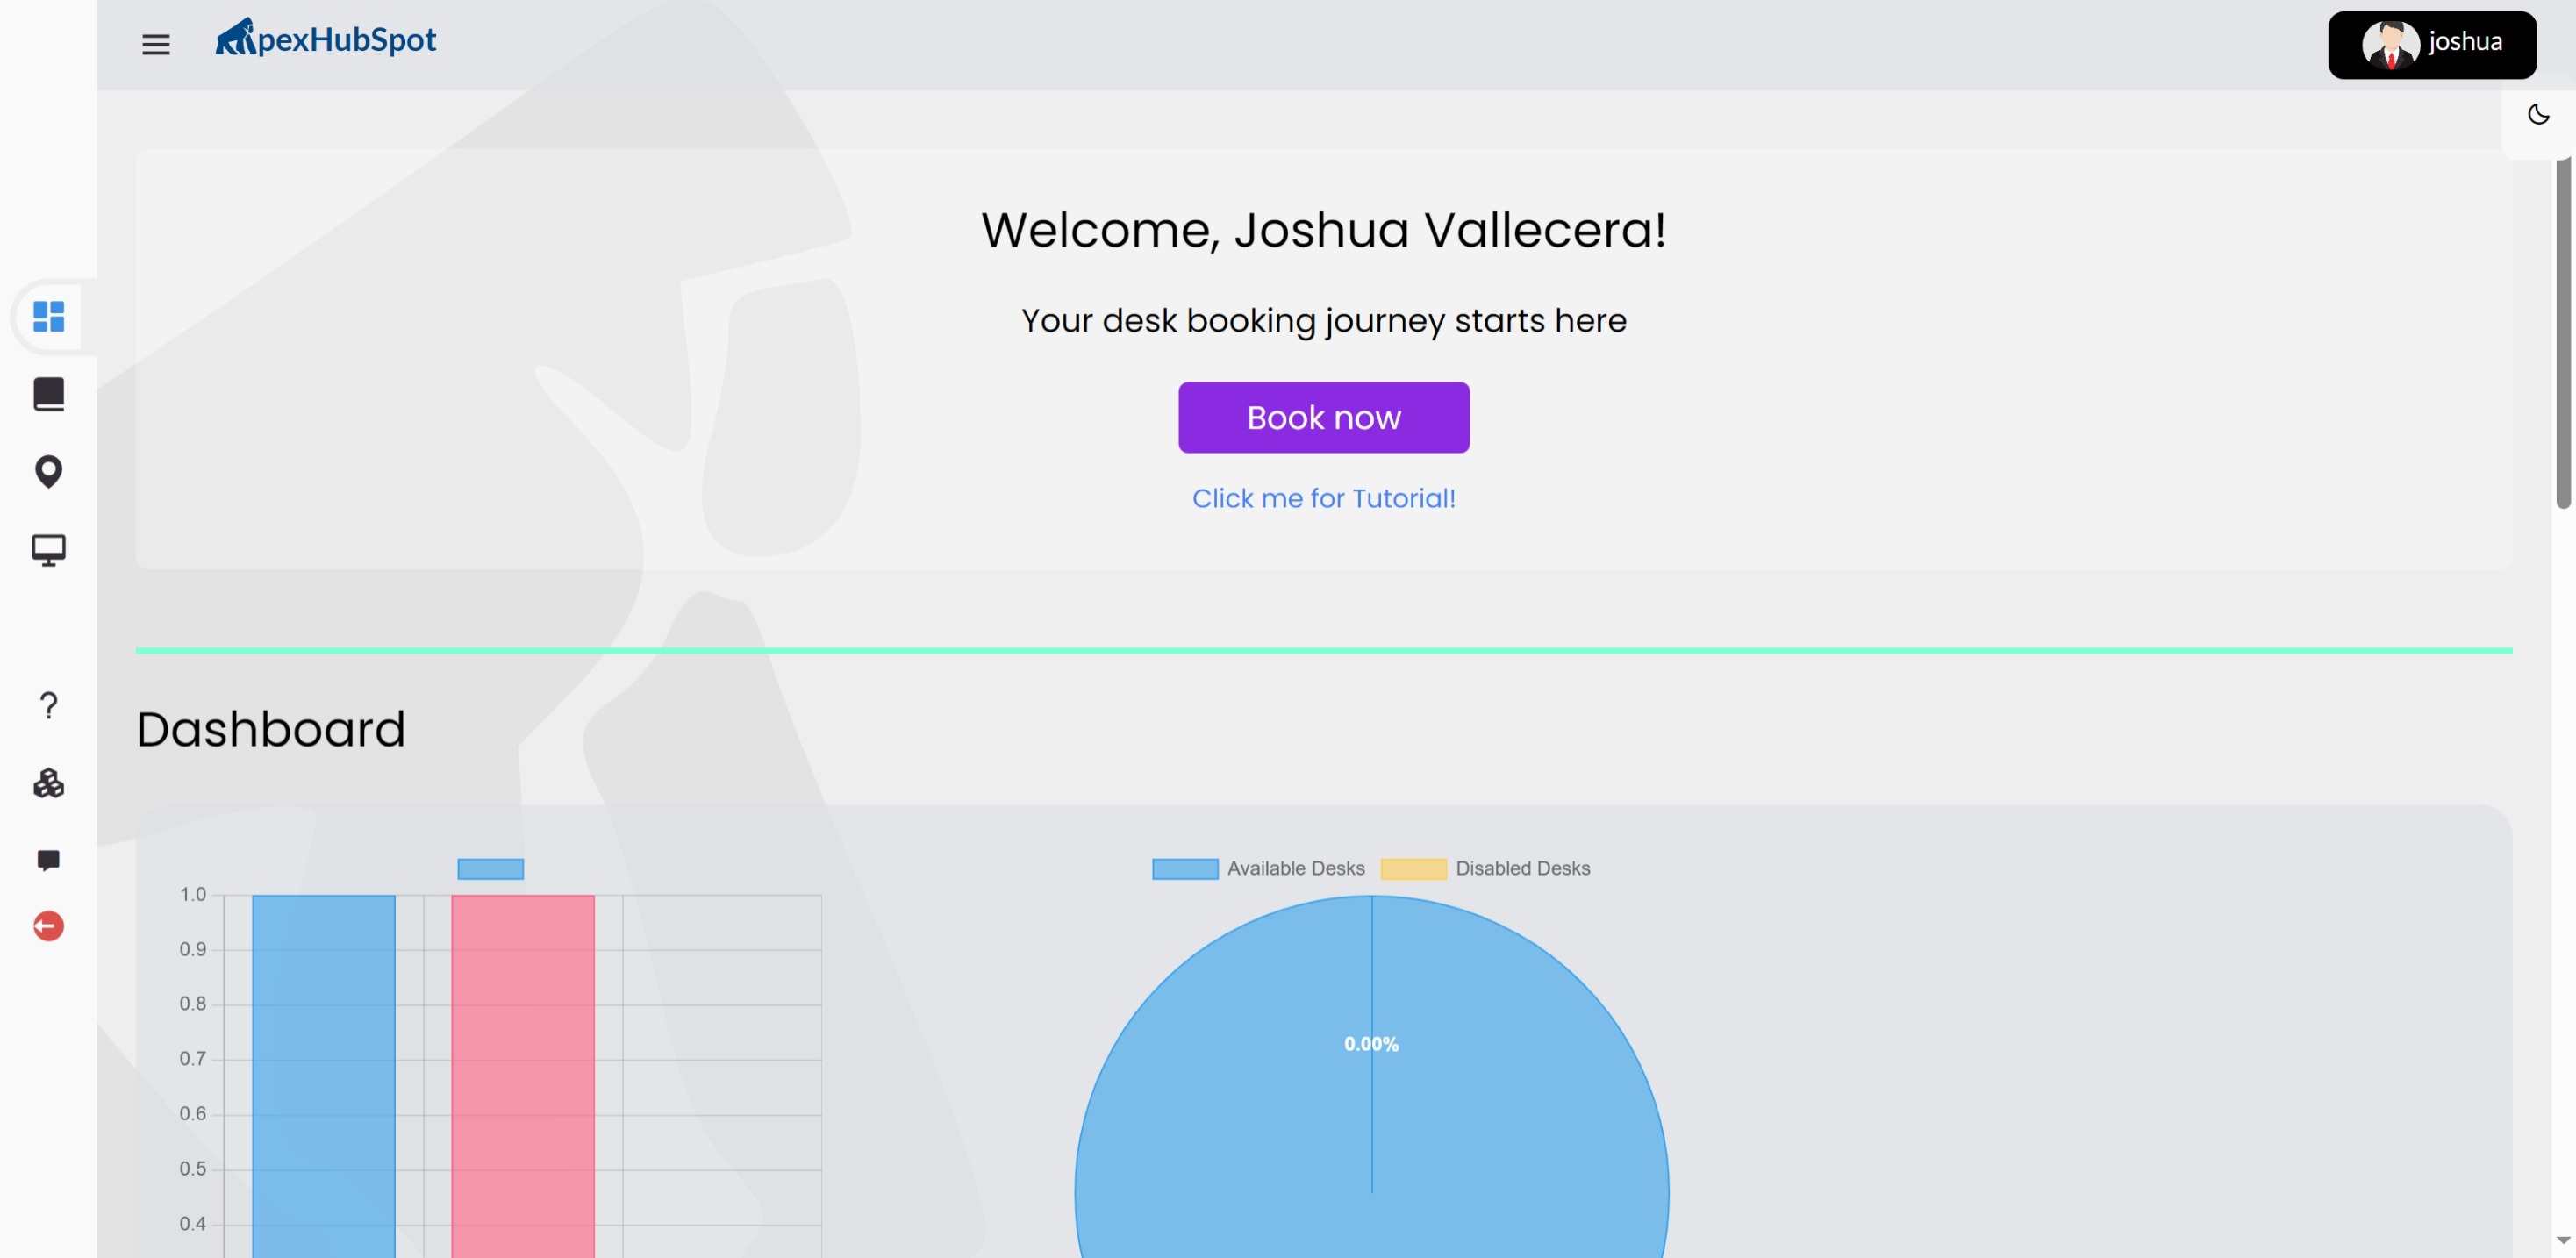 pexHubSpot
joshua
Welcome, Joshua Vallecera!
Your desk booking journey starts here
Book now
Click me for Tutorial!
?
Dashboard
Available Desks Disabled Desks
1.0
0.9
0.8
0.7
0.6
0.5
0.4
0.00%